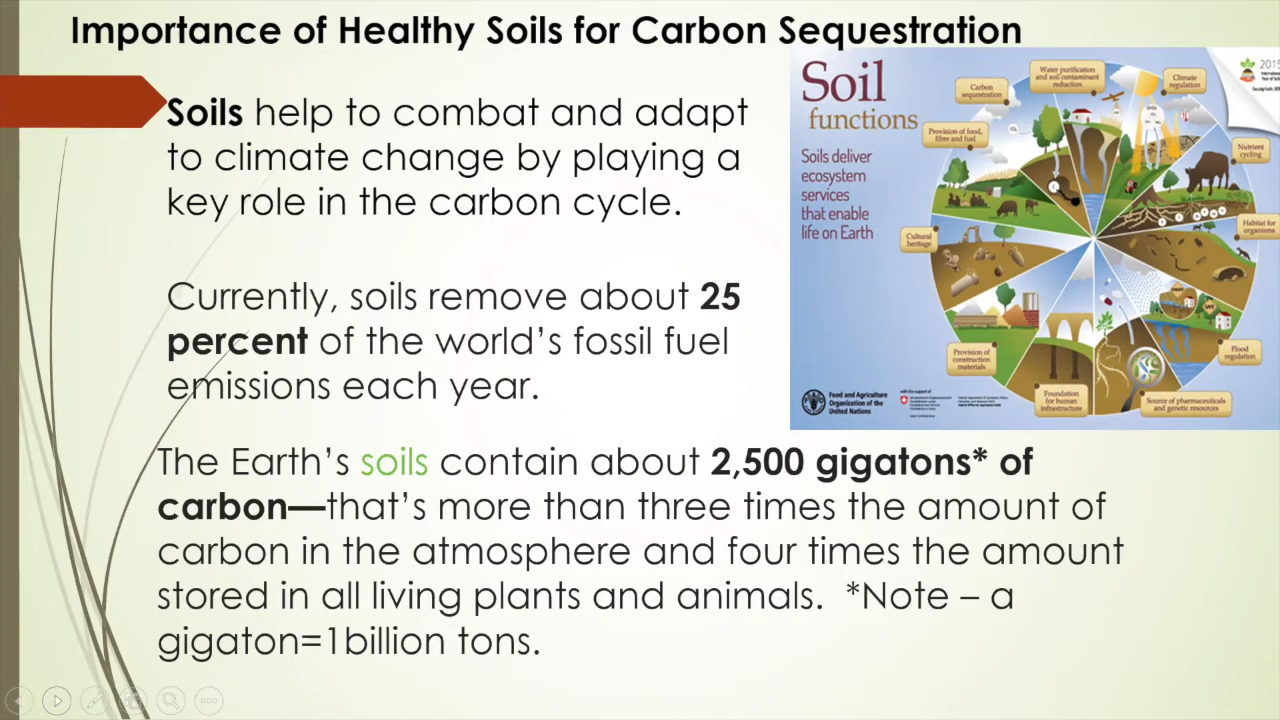 Importance of Healthy Soils for Carbon Sequestration
Soils help to combat and adapt
to climate change by playing a
key role in the carbon cycle.
Currently, soils remove about 25
percent of the world's fossil fuel
emissions each year.
The Earth's soils contain about 2,500 gigatons* of
carbon—that's more than three times the amount of
carbon in the atmosphere and four times the amount
stored in all living plants and animals.  *Note – a
gigaton=1billion tons.
Soil
functions
Soils deliver
ecosystem
services
that enable
life on Earth
Carbon
sequestration
Water purification
and soil contaminant
reduction
Climate
regulation
Provision of food,
fibre and fuel
Nutrient
cycling
Cultural
heritage
Habitat for
organisms
Provision of
construction
materials
Flood
regulation
Foundation
for human
infrastructure
Source of pharmaceuticals
and genetic resources
Food and Agriculture
Organization of the
United Nations
with the support of
2015